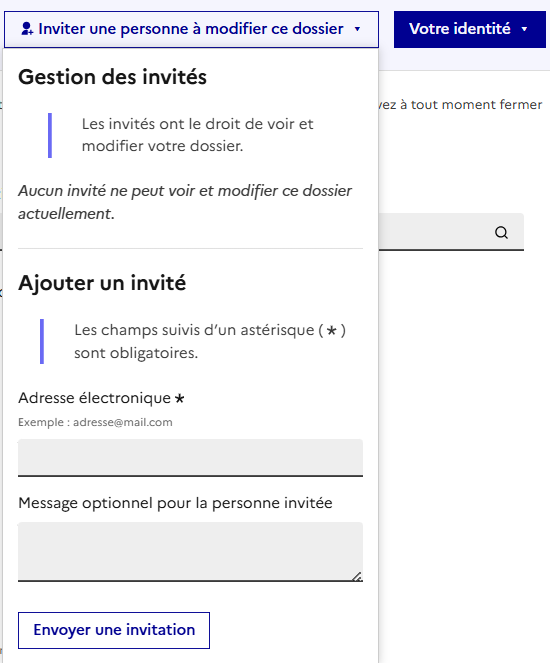 Inviter une personne à modifier ce dossier
Votre identité
Gestion des invités
à tout moment fermer
Les invités ont le droit de voir et
modifier votre dossier.
Aucun invité ne peut voir et modifier ce dossier
actuellement.
Ajouter un invité
Les champs suivis d’un astérisque ( * )
sont obligatoires.
Adresse électronique *
Exemple : adresse@mail.com
Message optionnel pour la personne invitée
Envoyer une invitation